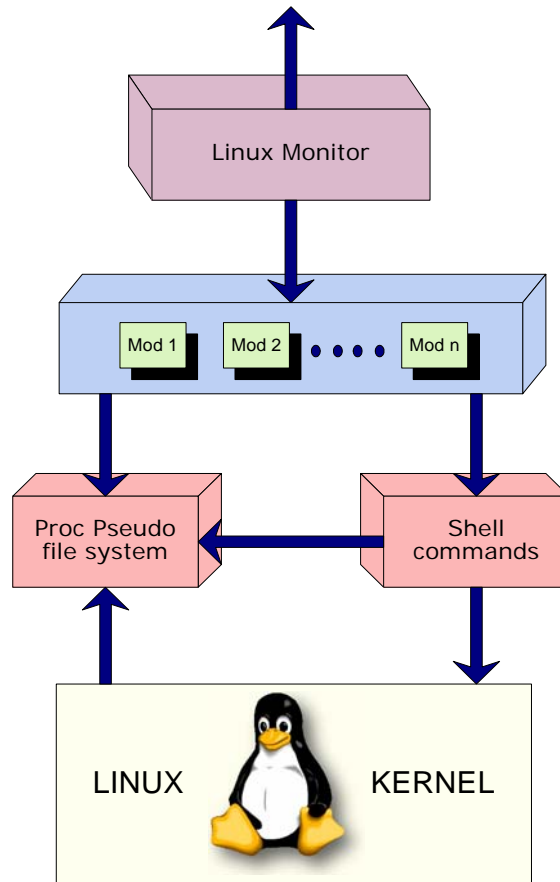 Linux Monitor
Mod 1
Mod 2
Mod n
Proc Pseudo
file system
Shell
commands
LINUX
KERNEL